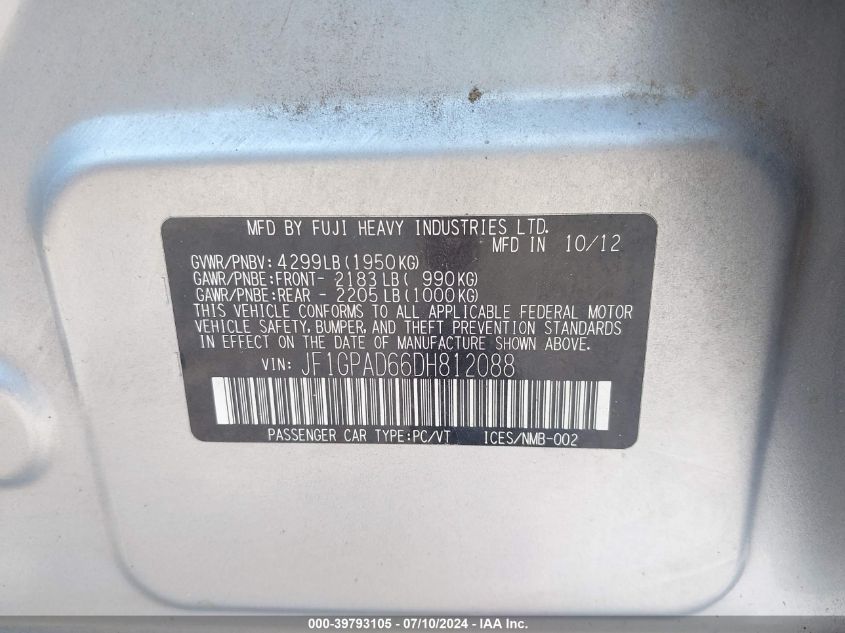 MFD BY FUJI HEAVY INDUSTRIES LTD.
MFD IN 10/12
GVWR/PNBV: 4299LB(1950KG)
GAWR/PNBE:FRONT- 2183LB( 990KG)
GAWR/PNBE:REAR - 2205LB(1000KG)
THIS VEHICLE CONFORMS TO ALL APPLICABLE FEDERAL MOTOR
VEHICLE SAFETY, BUMPER, AND THEFT PREVENTION STANDARDS
IN EFFECT ON THE DATE OF MANUFACTURE SHOWN ABOVE.
VIN: JF1GPAD66DH812088
PASSENGER CAR TYPE:PC/VT ICES/NMB-002
000-39793105 - 07/10/2024 - IAA Inc.